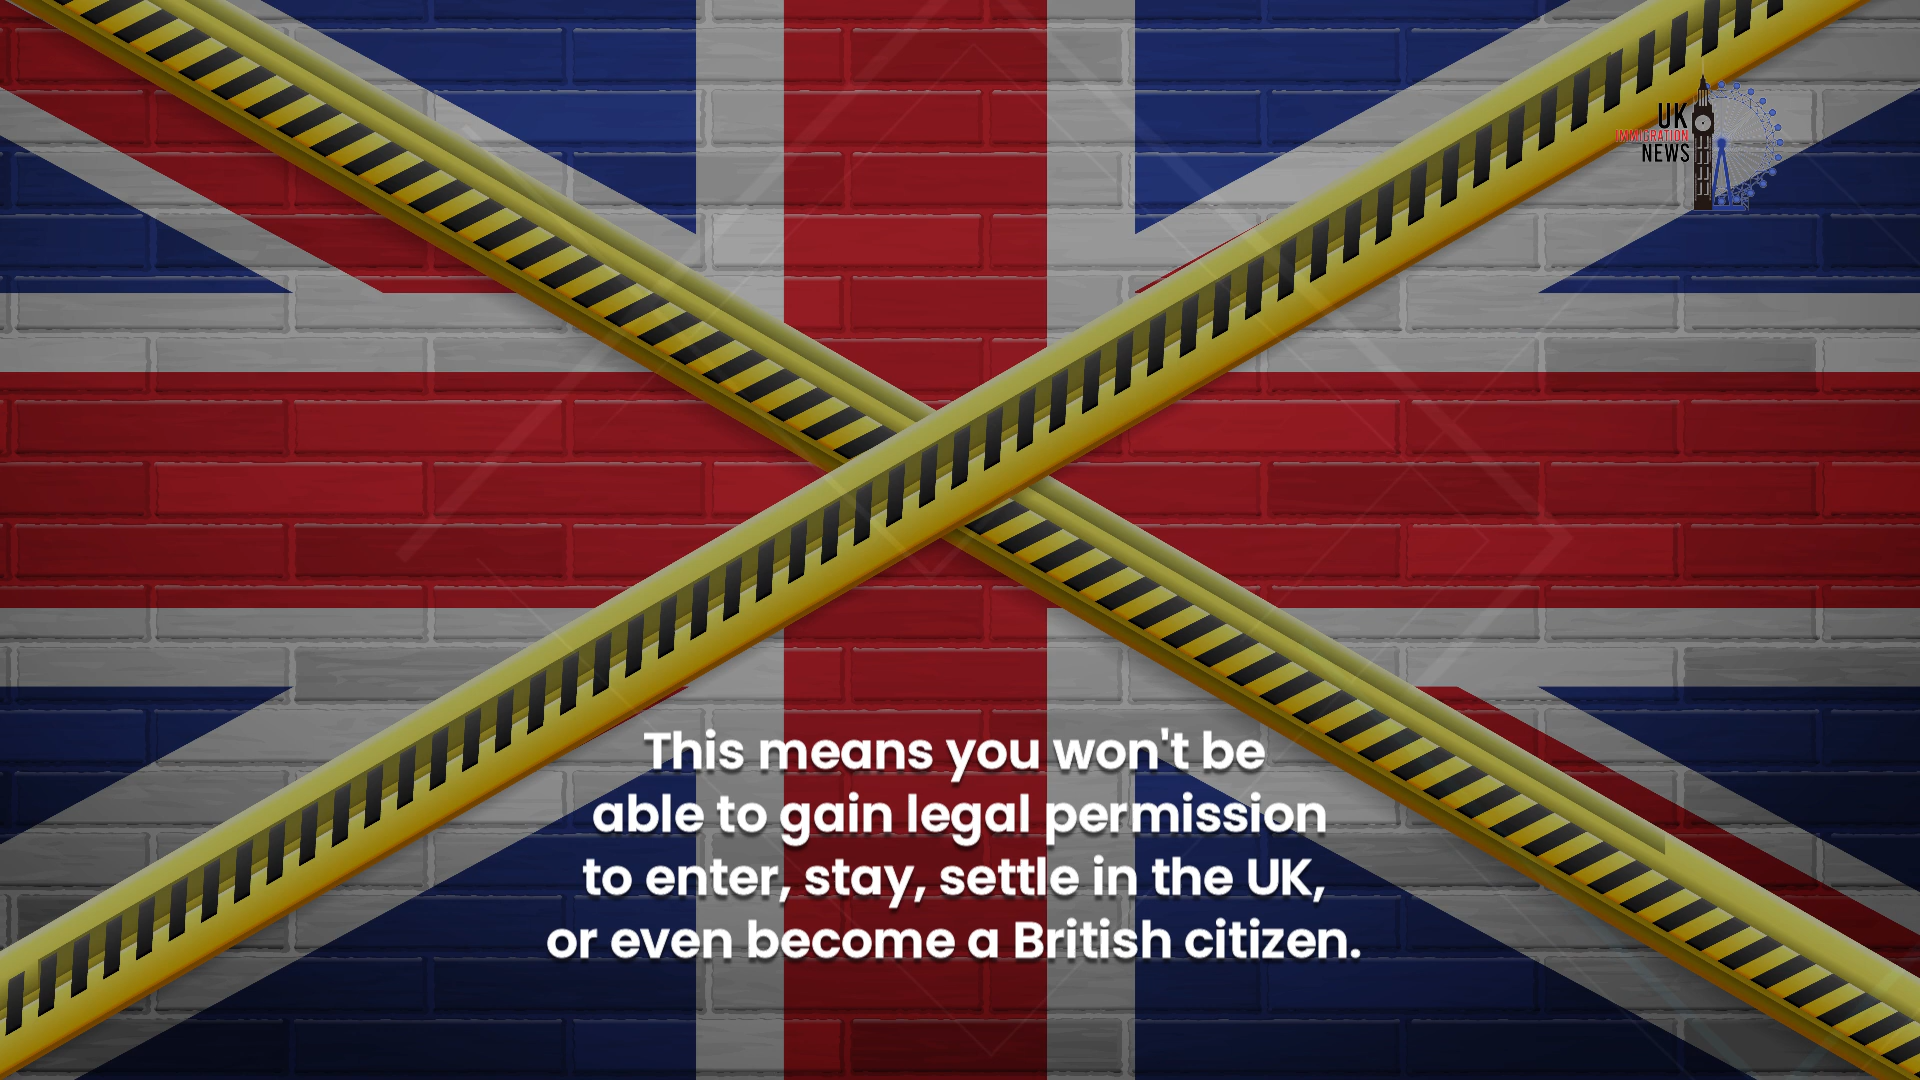 UK
IMMIGRATION
NEWS
This means you won't be
able to gain legal permission
to enter, stay, settle in the UK,
or even become a British citizen.